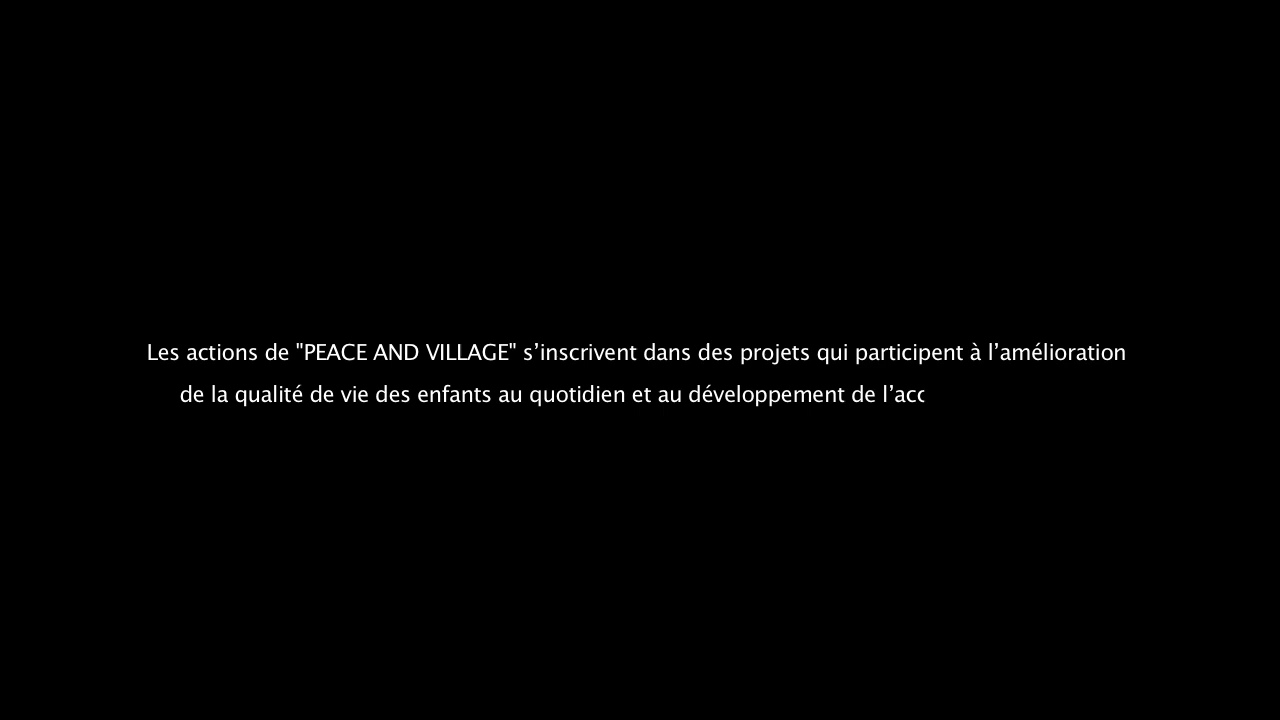 Les actions de "PEACE AND VILLAGE" s’inscrivent dans des projets qui participent à l’amélioration
de la qualité de vie des enfants au quotidien et au développement de